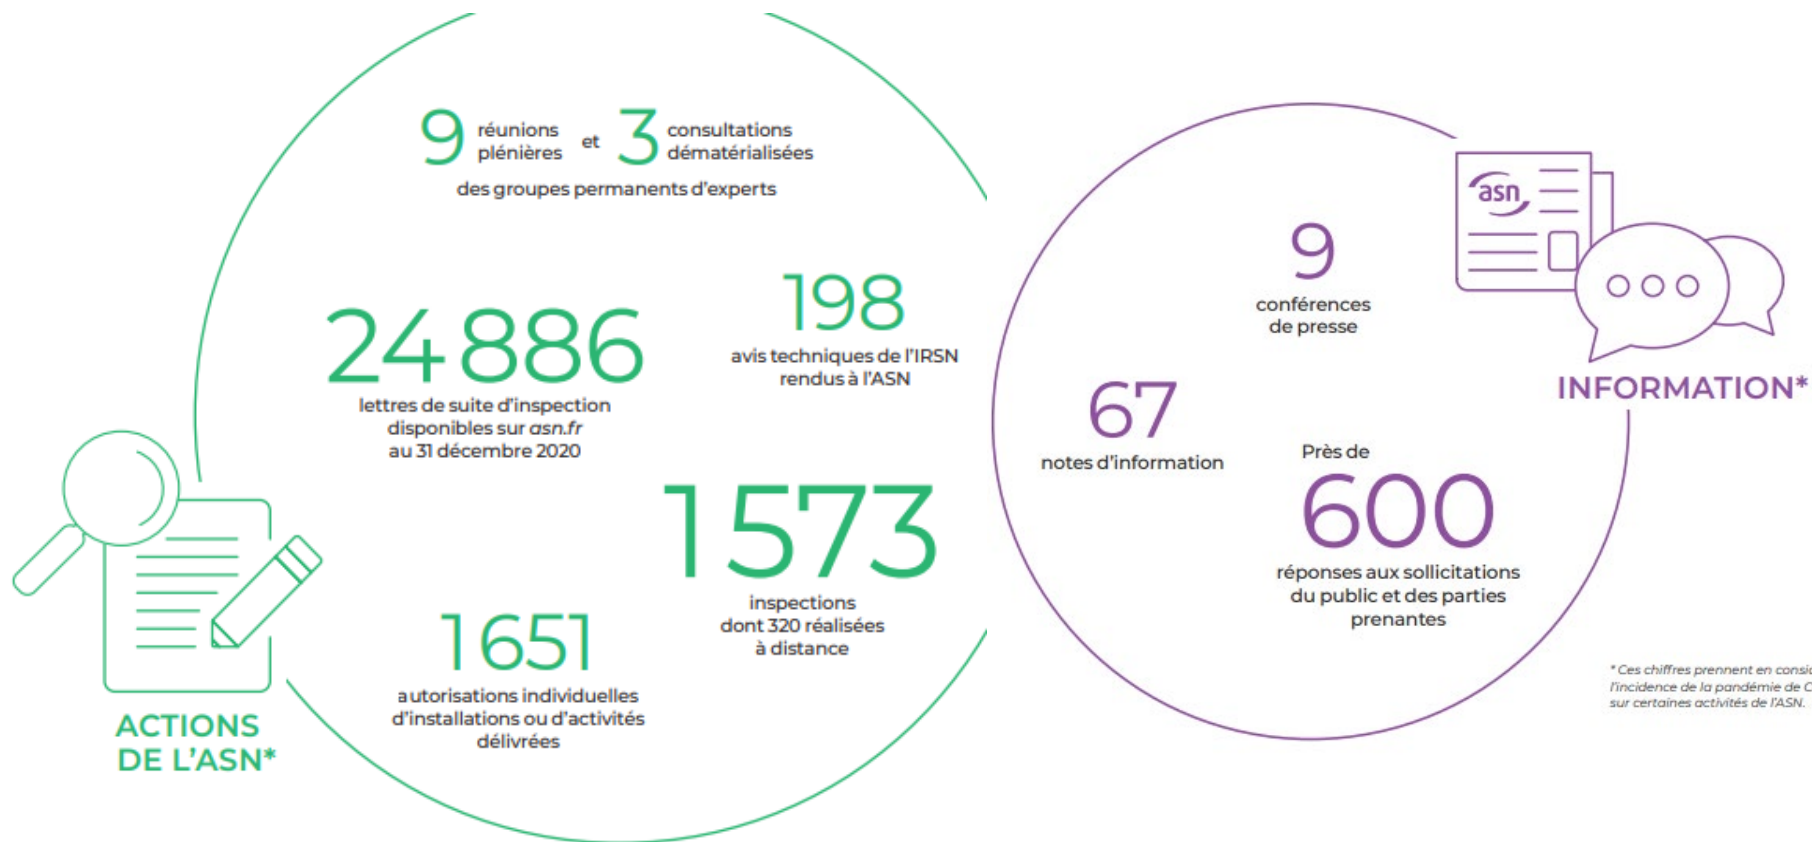 9 réunions plénières et 3 consultations dématérialisées
des groupes permanents d'experts
24 886
lettres de suite d'inspection
disponibles sur asn.fr
au 31 décembre 2020
198
avis techniques de l'IRSN
rendus à l'ASN
1 573
inspections
dont 320 réalisées
à distance
1 651
autorisations individuelles
d'installations ou d'activités
délivrées
ACTIONS
DE L'ASN*
asn
INFORMATION*
9
conférences
de presse
67
notes d'information
Près de
600
réponses aux sollicitations
du public et des parties
prenantes
* Ces chiffres prennent en
l'incidence de la pandémie de
sur certaines activités de l'ASN.